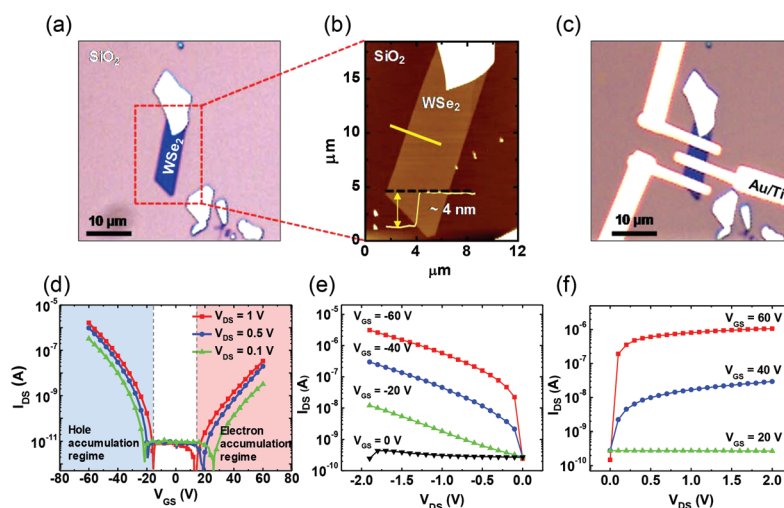 (a)
SiO2
WSe2
10 μm
(b)
SiO2
WSe2
~ 4 nm
15
10
5
0
μm
0 4 8 12
μm
(c)
Au/Ti
10 μm
(d)
10^-5
10^-7
10^-9
10^-11
IDS (A)
VDS = 1 V
VDS = 0.5 V
VDS = 0.1 V
Hole accumulation regime
Electron accumulation regime
-60 -40 -20 0 20 40 60 80
VGS (V)
(e)
10^-5
10^-6
10^-7
10^-8
10^-9
10^-10
IDS (A)
VGS = -60 V
VGS = -40 V
VGS = -20 V
VGS = 0 V
-2.0 -1.5 -1.0 -0.5 0.0
VDS (V)
(f)
10^-5
10^-6
10^-7
10^-8
10^-9
10^-10
IDS (A)
VGS = 60 V
VGS = 40 V
VGS = 20 V
0.0 0.5 1.0 1.5 2.0
VDS (V)